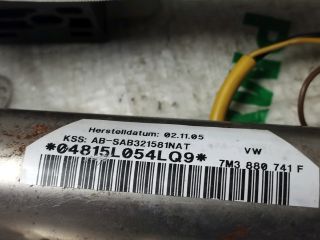 Herstelldatum: 02.11.05
KSS: AB-SAB321581NAT
VW
*04815L054LQ9*
7M3 880 741 F